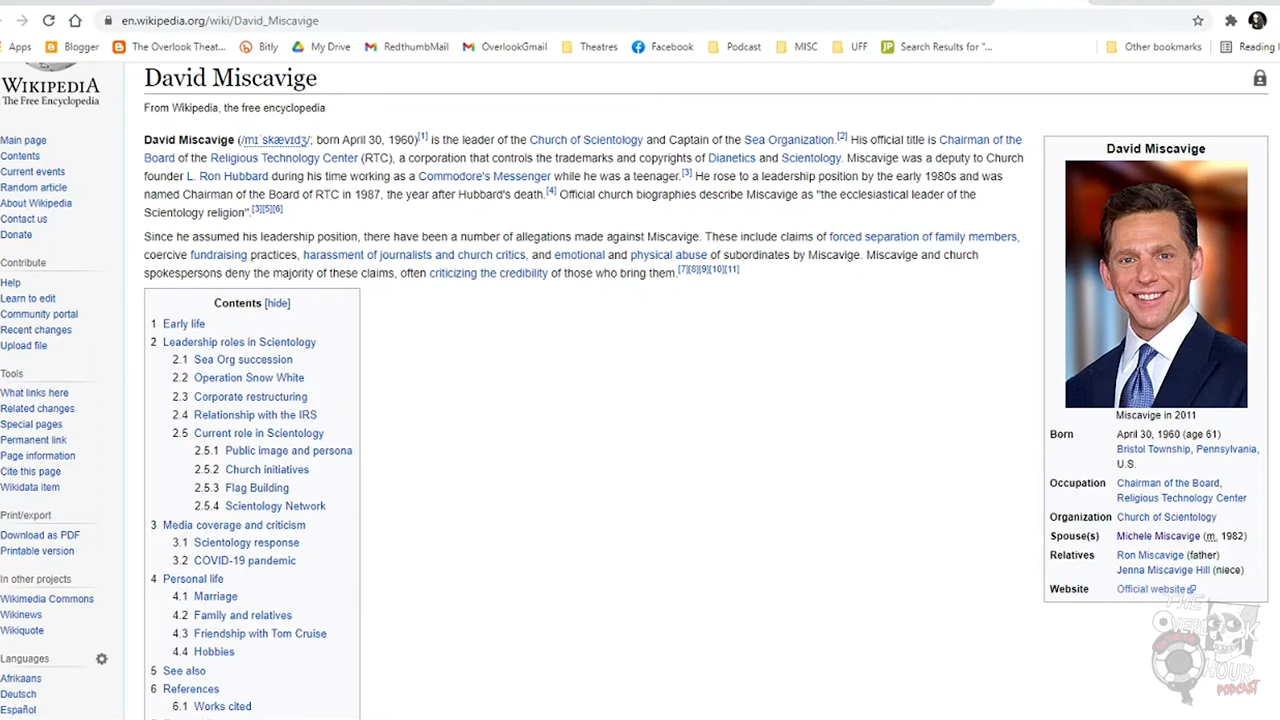 en.wikipedia.org/wiki/David_Miscavige
Apps Blogger The Overlook Theat... Bitly My Drive RedthumbMail OverlookGmail Theatres Facebook Podcast MISC UFF Search Results for "... Other bookmarks Reading l
WIKIPEDIA
The Free Encyclopedia
Main page
Contents
Current events
Random article
About Wikipedia
Contact us
Donate
Contribute
Help
Learn to edit
Community portal
Recent changes
Upload file
Tools
What links here
Related changes
Special pages
Permanent link
Page information
Cite this page
Wikidata item
Print/export
Download as PDF
Printable version
In other projects
Wikimedia Commons
Wikinews
Wikiquote
Languages
Afrikaans
Deutsch
Español
David Miscavige
From Wikipedia, the free encyclopedia
David Miscavige (/mɪˈskævɪdʒ/; born April 30, 1960)[1] is the leader of the Church of Scientology and Captain of the Sea Organization.[2] His official title is Chairman of the
Board of the Religious Technology Center (RTC), a corporation that controls the trademarks and copyrights of Dianetics and Scientology. Miscavige was a deputy to Church
founder L. Ron Hubbard during his time working as a Commodore's Messenger while he was a teenager.[3] He rose to a leadership position by the early 1980s and was
named Chairman of the Board of RTC in 1987, the year after Hubbard's death.[4] Official church biographies describe Miscavige as "the ecclesiastical leader of the
Scientology religion".[3][5][6]
Since he assumed his leadership position, there have been a number of allegations made against Miscavige. These include claims of forced separation of family members,
coercive fundraising practices, harassment of journalists and church critics, and emotional and physical abuse of subordinates by Miscavige. Miscavige and church
spokespersons deny the majority of these claims, often criticizing the credibility of those who bring them.[7][8][9][10][11]
Contents [hide]
1 Early life
2 Leadership roles in Scientology
2.1 Sea Org succession
2.2 Operation Snow White
2.3 Corporate restructuring
2.4 Relationship with the IRS
2.5 Current role in Scientology
2.5.1 Public image and persona
2.5.2 Church initiatives
2.5.3 Flag Building
2.5.4 Scientology Network
3 Media coverage and criticism
3.1 Scientology response
3.2 COVID-19 pandemic
4 Personal life
4.1 Marriage
4.2 Family and relatives
4.3 Friendship with Tom Cruise
4.4 Hobbies
5 See also
6 References
6.1 Works cited
David Miscavige
Miscavige in 2011
Born April 30, 1960 (age 61)
Bristol Township, Pennsylvania,
U.S.
Occupation Chairman of the Board,
Religious Technology Center
Organization Church of Scientology
Spouse(s) Michele Miscavige (m. 1982)
Relatives Ron Miscavige (father)
Jenna Miscavige Hill (niece)
Website Official website
THE
OVERLOOK
HOUR
PODCAST